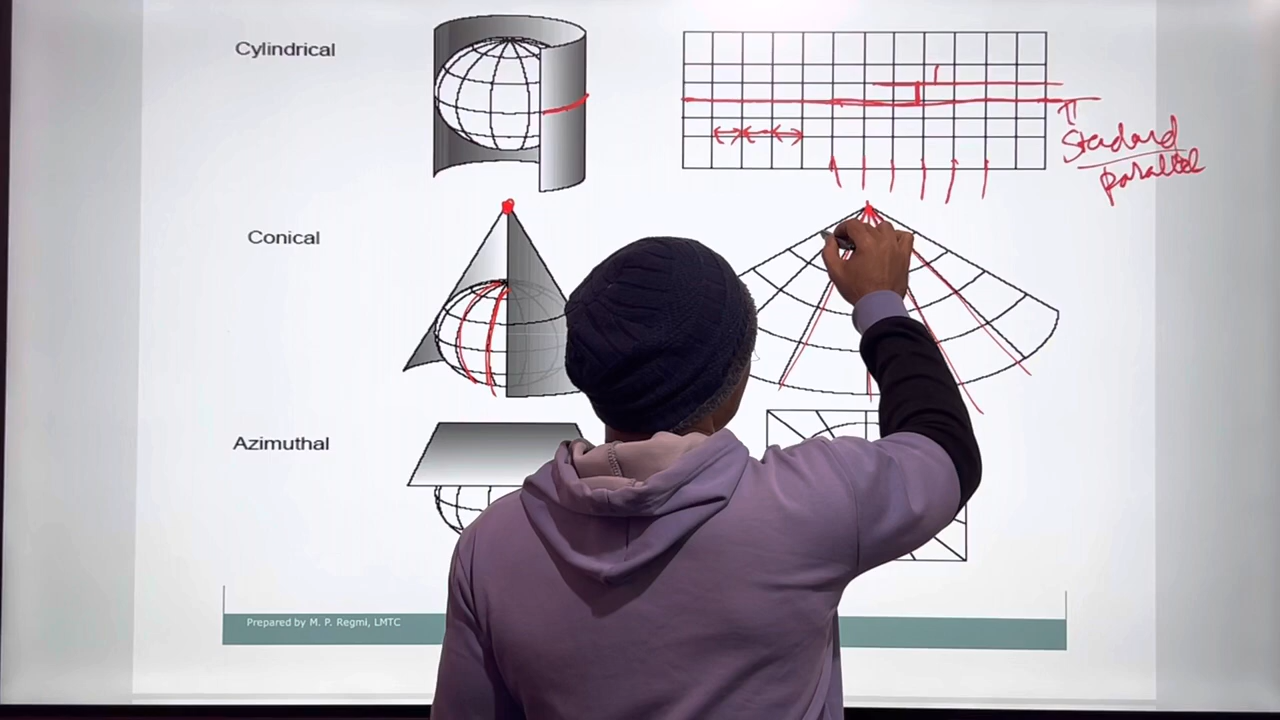 Cylindrical
Standard
parallel
Conical
Azimuthal
Prepared by M. P. Regmi, LMTC